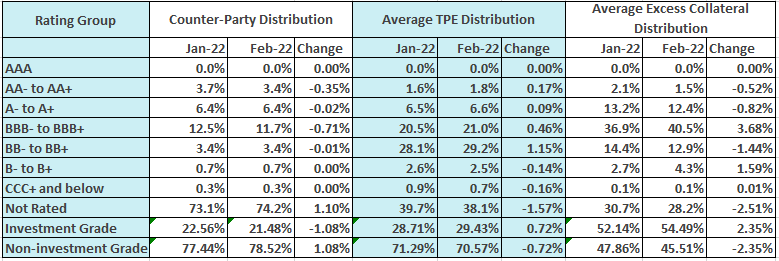 Rating Group Counter-Party Distribution Average TPE Distribution Average Excess Collateral Distribution
Jan-22 Feb-22 Change Jan-22 Feb-22 Change Jan-22 Feb-22 Change
AAA 0.0% 0.0% 0.00% 0.0% 0.0% 0.00% 0.0% 0.0% 0.00%
AA- to AA+ 3.7% 3.4% -0.35% 1.6% 1.8% 0.17% 2.1% 1.5% -0.52%
A- to A+ 6.4% 6.4% -0.02% 6.5% 6.6% 0.09% 13.2% 12.4% -0.82%
BBB- to BBB+ 12.5% 11.7% -0.71% 20.5% 21.0% 0.46% 36.9% 40.5% 3.68%
BB- to BB+ 3.4% 3.4% -0.01% 28.1% 29.2% 1.15% 14.4% 12.9% -1.44%
B- to B+ 0.7% 0.7% 0.00% 2.6% 2.5% -0.14% 2.7% 4.3% 1.59%
CCC+ and below 0.3% 0.3% 0.00% 0.9% 0.7% -0.16% 0.1% 0.1% 0.01%
Not Rated 73.1% 74.2% 1.10% 39.7% 38.1% -1.57% 30.7% 28.2% -2.51%
Investment Grade 22.56% 21.48% -1.08% 28.71% 29.43% 0.72% 52.14% 54.49% 2.35%
Non-investment Grade 77.44% 78.52% 1.08% 71.29% 70.57% -0.72% 47.86% 45.51% -2.35%